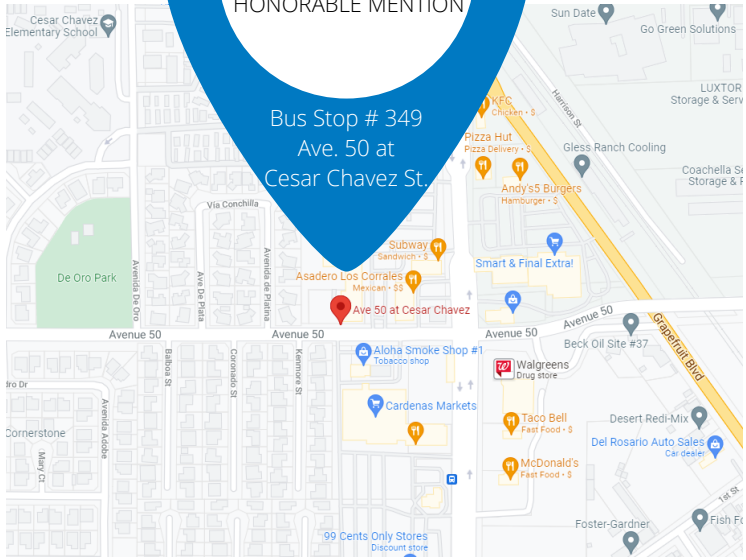 HONORABLE MENTION
Bus Stop # 349
Ave. 50 at
Cesar Chavez St.
Cesar Chavez
Elementary School
Sun Date
Go Green Solutions
LUXTOR
Storage & Serv
Harrison St
KFC
Chicken • $
Pizza Hut
Pizza Delivery • $
Gless Ranch Cooling
Coachella Se
Storage & R
Andy's5 Burgers
Hamburger • $
Via Conchilla
Subway
Sandwich • $
Smart & Final Extra!
De Oro Park
Avenida De Oro
Ave De Plata
Avenida de Platina
Asadero Los Corrales
Mexican • $$
Ave 50 at Cesar Chavez
Avenue 50
Avenue 50
Avenue 50
Avenue 50
Beck Oil Site #37
Grapefruit Blvd
Balboa St
Coronado St
Kenmore St
Aloha Smoke Shop #1
Tobacco shop
Walgreens
Drug store
dro Dr
Avenida Adobe
Cardenas Markets
Taco Bell
Fast Food • $
Desert Redi-Mix
Cornerstone
Mary Ct
Del Rosario Auto Sales
Car dealer
McDonald's
Fast Food • $
1st St
99 Cents Only Stores
Discount store
Foster-Gardner
Fish Fo